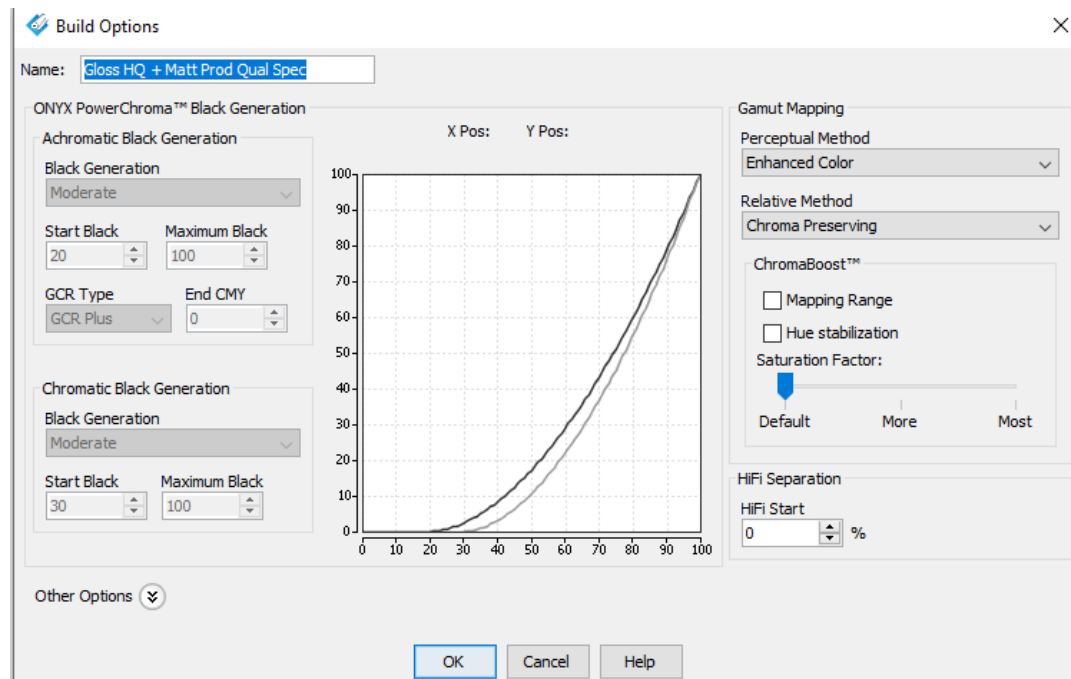 Build Options
Name: Gloss HQ + Matt Prod Qual Spec
ONYX PowerChroma™ Black Generation
Achromatic Black Generation
Black Generation
Moderate
Start Black Maximum Black
20 100
GCR Type End CMY
GCR Plus 0
Chromatic Black Generation
Black Generation
Moderate
Start Black Maximum Black
30 100
X Pos: Y Pos:
100
90
80
70
60
50
40
30
20
10
0
0 10 20 30 40 50 60 70 80 90 100
Gamut Mapping
Perceptual Method
Enhanced Color
Relative Method
Chroma Preserving
ChromaBoost™
Mapping Range
Hue stabilization
Saturation Factor:
Default More Most
HiFi Separation
HiFi Start
0 %
Other Options
OK Cancel Help